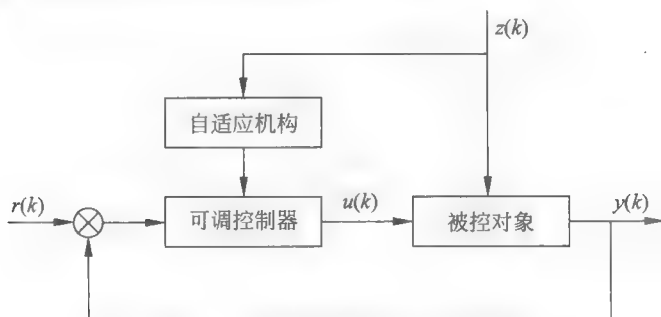 z(k)
自适应机构
r(k)
可调控制器
u(k)
被控对象
y(k)